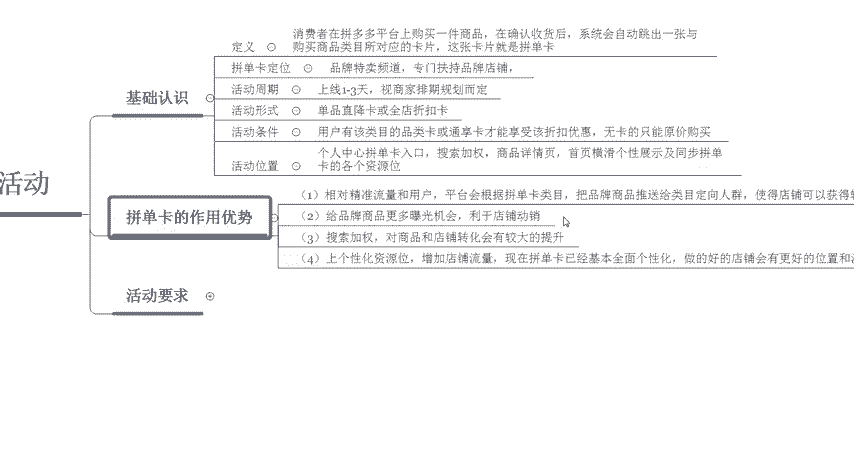 消费者在拼多多平台上购买一件商品，在确认收货后，系统会自动跳出一张与
定义 购买商品类目所对应的卡片，这张卡片就是拼单卡
拼单卡定位 品牌特卖频道，专门扶持品牌店铺，
基础认识
活动周期 上线1-3天，视商家排期规划而定
活动形式 单品直降卡或全店折扣卡
活动条件 用户有该类目的品类卡或通享卡才能享受该折扣优惠，无卡的只能原价购买
个人中心拼单卡入口，搜索加权，商品详情页，首页横滑个性展示及同步拼单
活动位置 卡的各个资源位
活动
（1）相对精准流量和用户，平台会根据拼单卡类目，把品牌商品推送给类目定向人群，使得店铺可以获得
拼单卡的作用优势
（2）给品牌商品更多曝光机会，利于店铺动销
（3）搜索加权，对商品和店铺转化会有较大的提升
（4）上个性化资源位，增加店铺流量，现在拼单卡已经基本全面个性化，做的好的店铺会有更好的位置和
活动要求